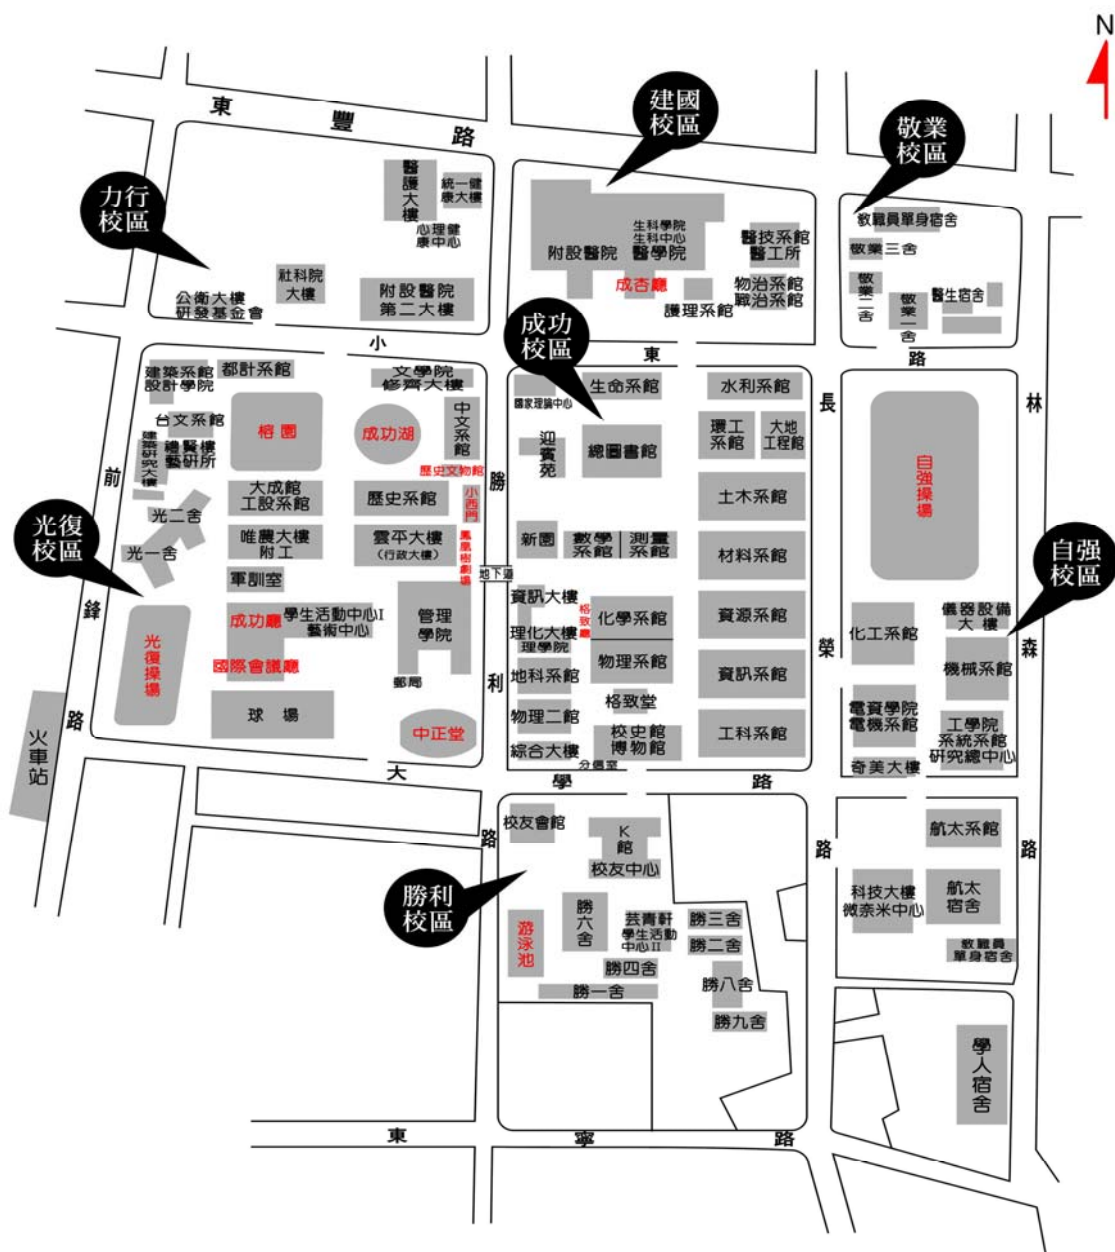 N
東豐路
建國
校區
敬業
校區
力行
校區
醫護大樓
統一健
康大樓
心理健
康中心
社科院
大樓
公衛大樓
研發基金會
附設醫院
第二大樓
生科學院
生科中心
附設醫院
醫學院
成杏廳
醫技系館
醫工所
物治系館
職治系館
護理系館
教職員單身宿舍
敬業三舍
敬業二舍
敬業一舍
醫生宿舍
成功
校區
小東路
建築系館
設計學院
都計系館
文學院
修齊大樓
台文系館
榕園
成功湖
中文系館
建築研究大樓
禮賢樓
藝研所
歷史文物館
大成館
工設系館
歷史系館
小西門
光二舍
光一舍
唯農大樓
附工
雲平大樓
(行政大樓)
鳳凰樹劇場
地下道
軍訓室
光復
校區
成功廳
學生活動中心I
藝術中心
管理
學院
國際會議廳
郵局
光復操場
球場
中正堂
前鋒路
火車站
勝利路
國家理論中心
生命系館
水利系館
迎賓苑
總圖書館
環工
系館
大地
工程館
土木系館
新園
數學
系館
測量
系館
材料系館
資訊大樓
格致廳
化學系館
資源系館
理化大樓
理學院
物理系館
地科系館
資訊系館
格致堂
物理二館
校史館
博物館
工科系館
綜合大樓
分信室
大學路
長榮路
林森路
自強操場
自強
校區
化工系館
儀器設備
大樓
機械系館
電資學院
電機系館
工學院
系統系館
研究總中心
奇美大樓
校友會館
K
館
校友中心
勝利
校區
游泳池
勝六舍
芸青軒
學生活動
中心II
勝三舍
勝二舍
勝四舍
勝八舍
勝一舍
勝九舍
航太系館
科技大樓
微奈米中心
航太
宿舍
教職員
單身宿舍
學人宿舍
東寧路